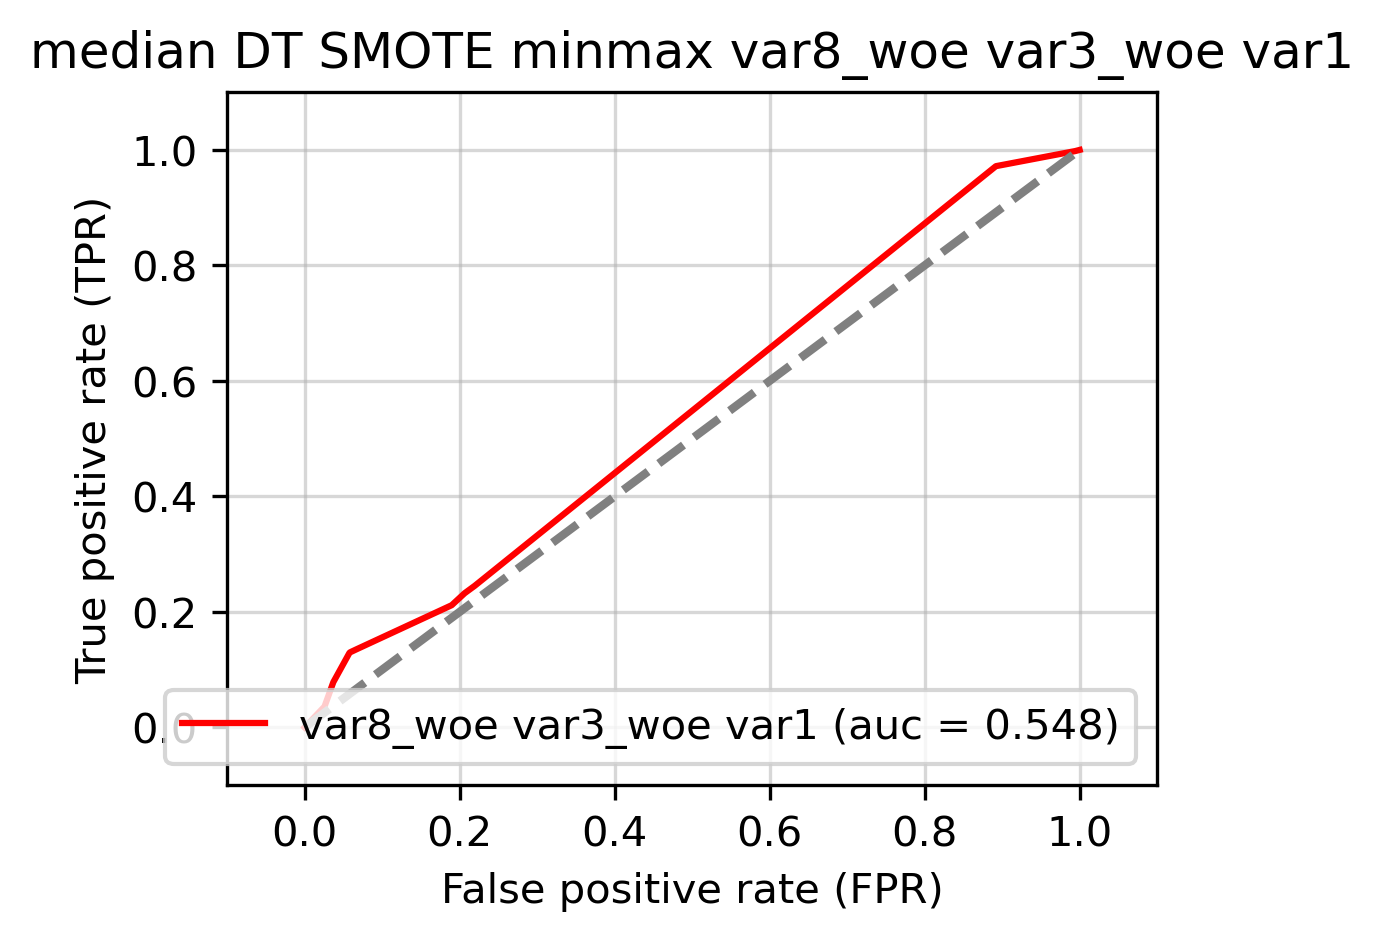 median DT SMOTE minmax var8_woe var3_woe var1
1.0
0.8
0.6
0.4
0.2
0.0
True positive rate (TPR)
var8_woe var3_woe var1 (auc = 0.548)
0.0 0.2 0.4 0.6 0.8 1.0
False positive rate (FPR)